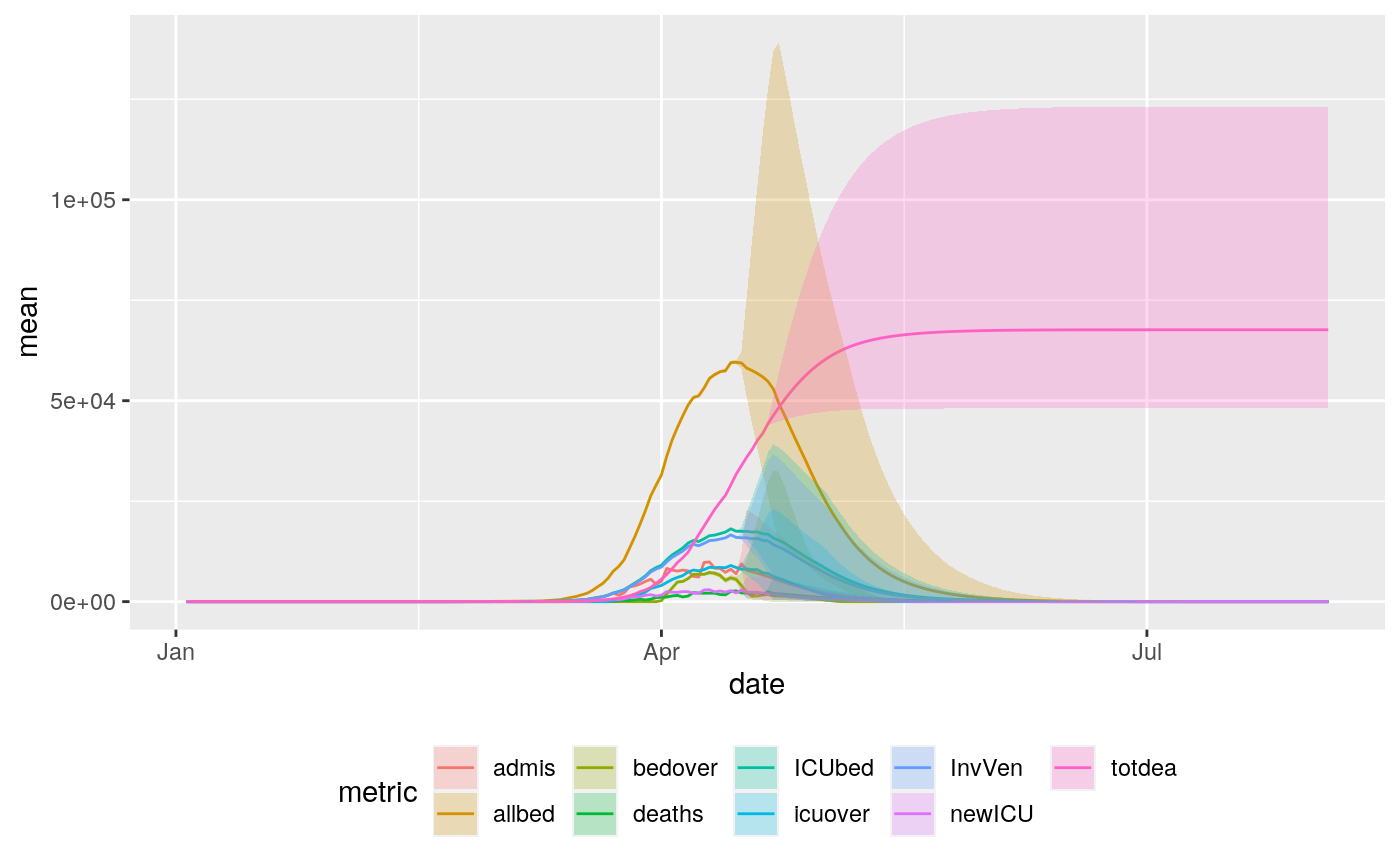 mean
1e+05
5e+04
0e+00
Jan Apr Jul
date
metric
admis bedover ICUbed InvVen totdea
allbed deaths icuover newICU